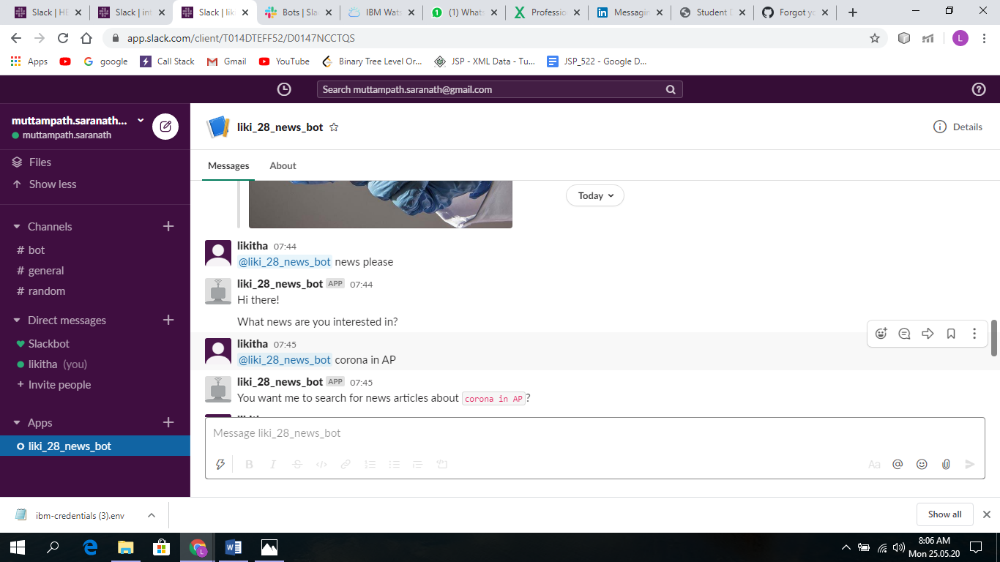 Slack | HE
Slack | int
Slack | lik
Bots | Sla
IBM Wats
(1) Whats
Professio
Messagin
Student D
Forgot yo
app.slack.com/client/T014DTEFF52/D0147NCCTQS
L
Apps
google
Call Stack
Gmail
YouTube
Binary Tree Level Or...
JSP - XML Data - Tu...
JSP_522 - Google D...
Search muttampath.saranath@gmail.com
muttampath.saranath...
muttampath.saranath
liki_28_news_bot
Details
Files
Show less
Messages
About
Today
Channels
# bot
# general
# random
Direct messages
Slackbot
likitha (you)
+ Invite people
Apps
liki_28_news_bot
likitha 07:44
@liki_28_news_bot news please
liki_28_news_bot APP 07:44
Hi there!
What news are you interested in?
likitha 07:45
@liki_28_news_bot corona in AP
liki_28_news_bot APP 07:45
You want me to search for news articles about corona in AP?
Message liki_28_news_bot
B I S </> Aa @
ibm-credentials (3).env
Show all
8:06 AM
Mon 25.05.20